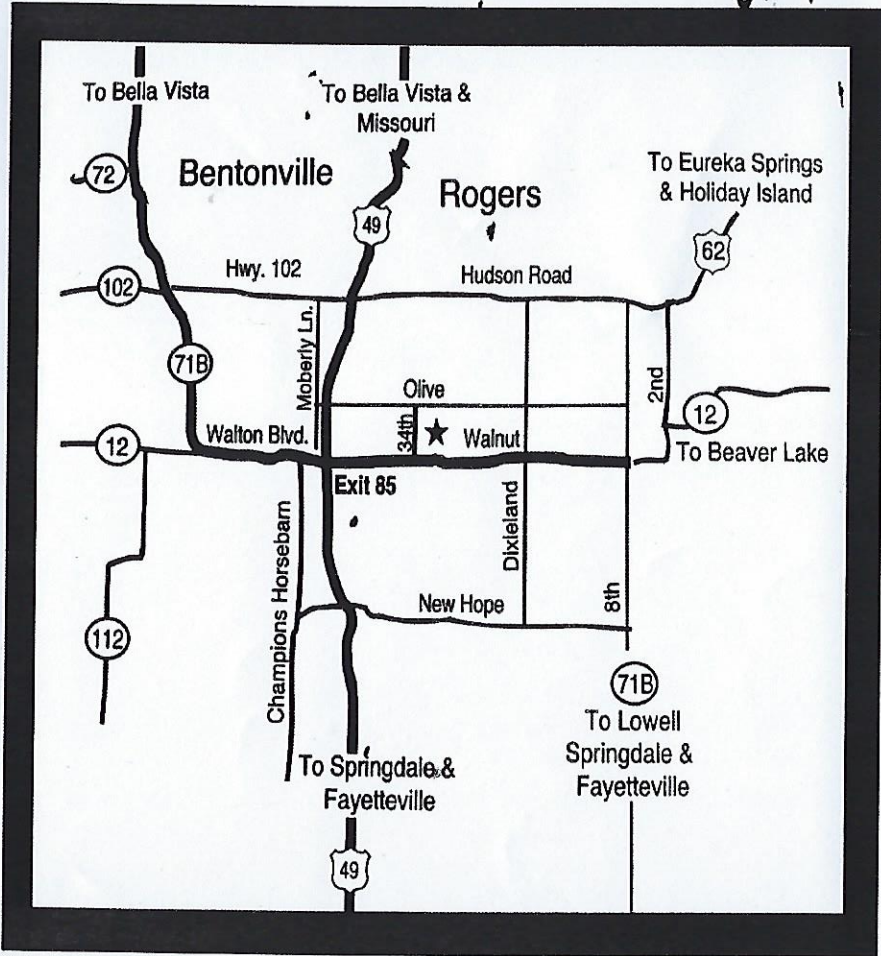 To Bella Vista
To Bella Vista &
Missouri
72
Bentonville
Rogers
To Eureka Springs
& Holiday Island
49
62
102
Hwy. 102
Hudson Road
71B
Moberly Ln.
Olive
2nd
12
34th
Walnut
12
Walton Blvd.
To Beaver Lake
Exit 85
Dixieland
Champions Horsebarn
8th
New Hope
112
71B
To Lowell
Springdale &
Fayetteville
To Springdale &
Fayetteville
49